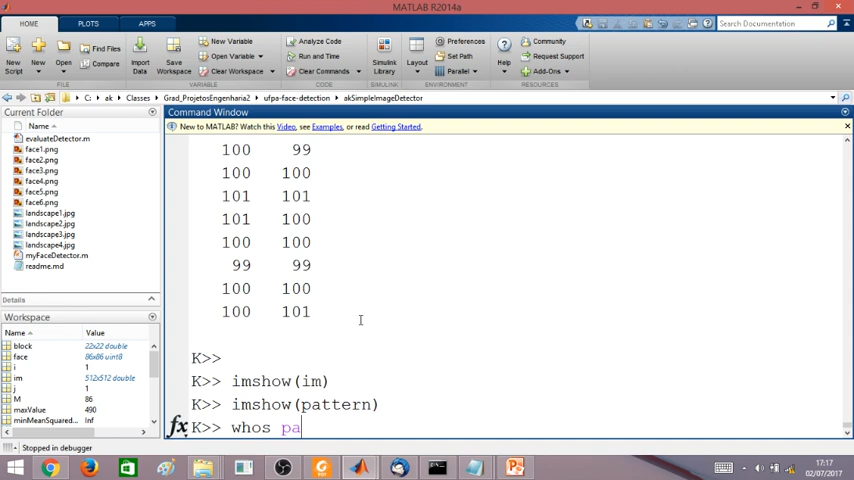 MATLAB R2014a
HOME PLOTS APPS Search Documentation
New Script New Open Find Files Compare Import Data Save Workspace New Variable Open Variable Clear Workspace Analyze Code Run and Time Clear Commands Simulink Library Layout Preferences Set Path Parallel Help Community Request Support Add-Ons
FILE VARIABLE CODE SIMULINK ENVIRONMENT RESOURCES
C: ak Classes Grad_ProjetosEngenharia2 ufpa-face-detection akSimpleImageDetector
Current Folder
Name
evaluateDetector.m
face1.png
face2.png
face3.png
face4.png
face5.png
face6.png
landscape1.jpg
landscape2.jpg
landscape3.jpg
landscape4.jpg
myFaceDetector.m
readme.md
Details
Workspace
Name Value
block 22x22 double
face 86x86 uint8
i 1
im 512x512 double
j 1
M 86
maxValue 490
minMeanSquared... Inf
Command Window
New to MATLAB? Watch this Video, see Examples, or read Getting Started.
100 99
100 100
101 101
101 100
100 100
99 99
100 100
100 101
K>>
K>> imshow(im)
K>> imshow(pattern)
fx K>> whos pa
Stopped in debugger
17:17
02/07/2017